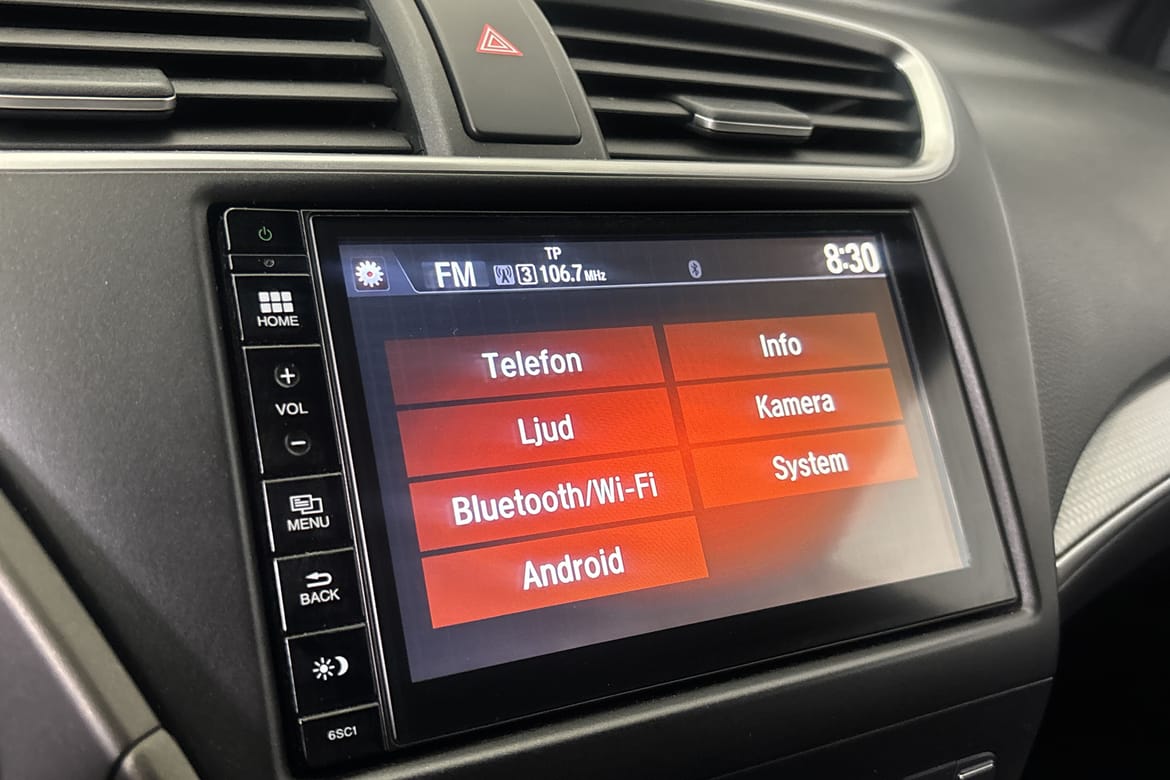 TP
FM 3 106.7 MHz 8:30
HOME
VOL
MENU
BACK
6SC1
Telefon
Ljud
Bluetooth/Wi-Fi
Android
Info
Kamera
System